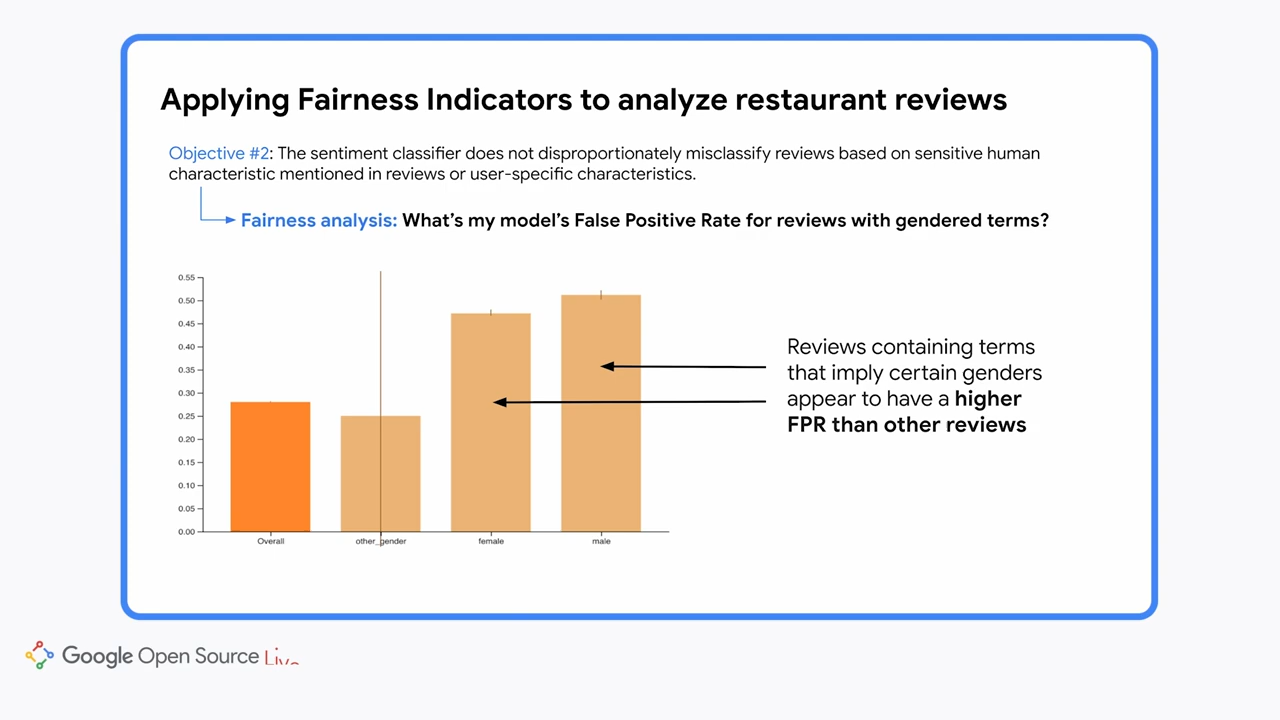 Applying Fairness Indicators to analyze restaurant reviews
Objective #2: The sentiment classifier does not disproportionately misclassify reviews based on sensitive human
characteristic mentioned in reviews or user-specific characteristics.
Fairness analysis: What's my model's False Positive Rate for reviews with gendered terms?
0.55
0.50
0.45
0.40
0.35
0.30
0.25
0.20
0.15
0.10
0.05
0.00
Overall
other_gender
female
male
Reviews containing terms
that imply certain genders
appear to have a higher
FPR than other reviews
Google Open Source Live